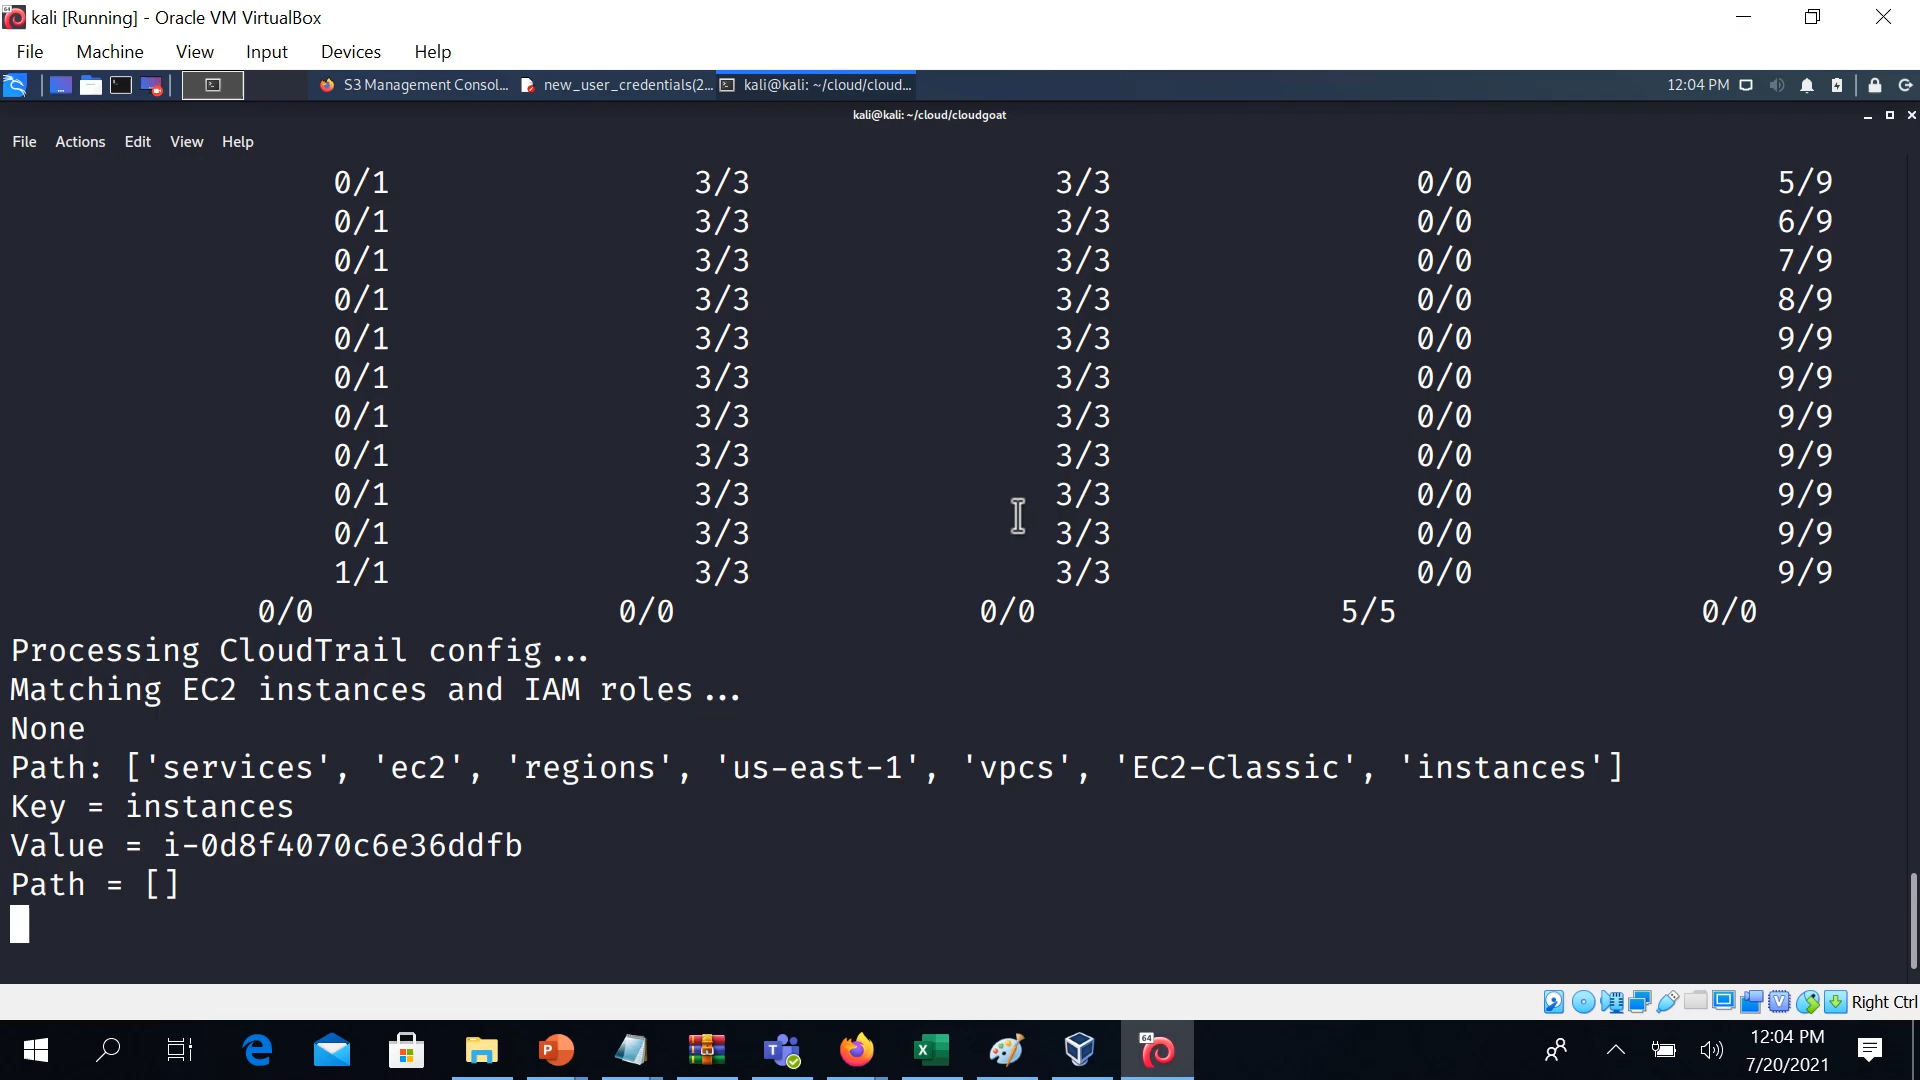 kali [Running] - Oracle VM VirtualBox
File Machine View Input Devices Help
S3 Management Consol... new_user_credentials(2... kali@kali: ~/cloud/cloud... 12:04 PM
kali@kali: ~/cloud/cloudgoat
File Actions Edit View Help
0/1 3/3 3/3 0/0 5/9
0/1 3/3 3/3 0/0 6/9
0/1 3/3 3/3 0/0 7/9
0/1 3/3 3/3 0/0 8/9
0/1 3/3 3/3 0/0 9/9
0/1 3/3 3/3 0/0 9/9
0/1 3/3 3/3 0/0 9/9
0/1 3/3 3/3 0/0 9/9
0/1 3/3 3/3 0/0 9/9
0/1 3/3 3/3 0/0 9/9
1/1 3/3 3/3 0/0 9/9
0/0 0/0 0/0 5/5 0/0
Processing CloudTrail config...
Matching EC2 instances and IAM roles...
None
Path: ['services', 'ec2', 'regions', 'us-east-1', 'vpcs', 'EC2-Classic', 'instances']
Key = instances
Value = i-0d8f4070c6e36ddfb
Path = []
Right Ctrl
12:04 PM
7/20/2021